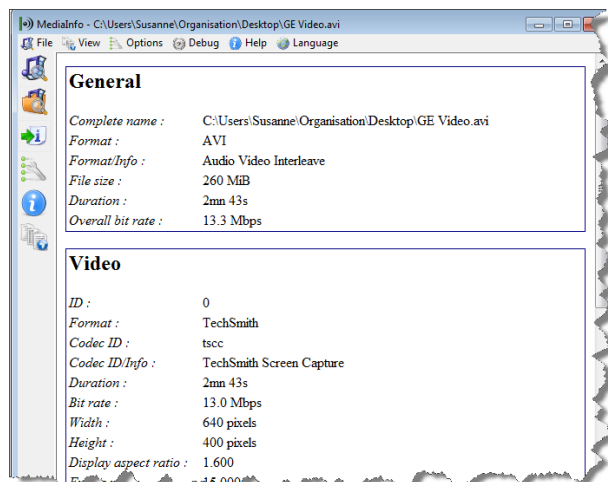 MediaInfo - C:\Users\Susanne\Organisation\Desktop\GE Video.avi
File View Options Debug Help Language
General
Complete name : C:\Users\Susanne\Organisation\Desktop\GE Video.avi
Format : AVI
Format/Info : Audio Video Interleave
File size : 260 MiB
Duration : 2mn 43s
Overall bit rate : 13.3 Mbps
Video
ID : 0
Format : TechSmith
Codec ID : tscc
Codec ID/Info : TechSmith Screen Capture
Duration : 2mn 43s
Bit rate : 13.0 Mbps
Width : 640 pixels
Height : 400 pixels
Display aspect ratio : 1.600